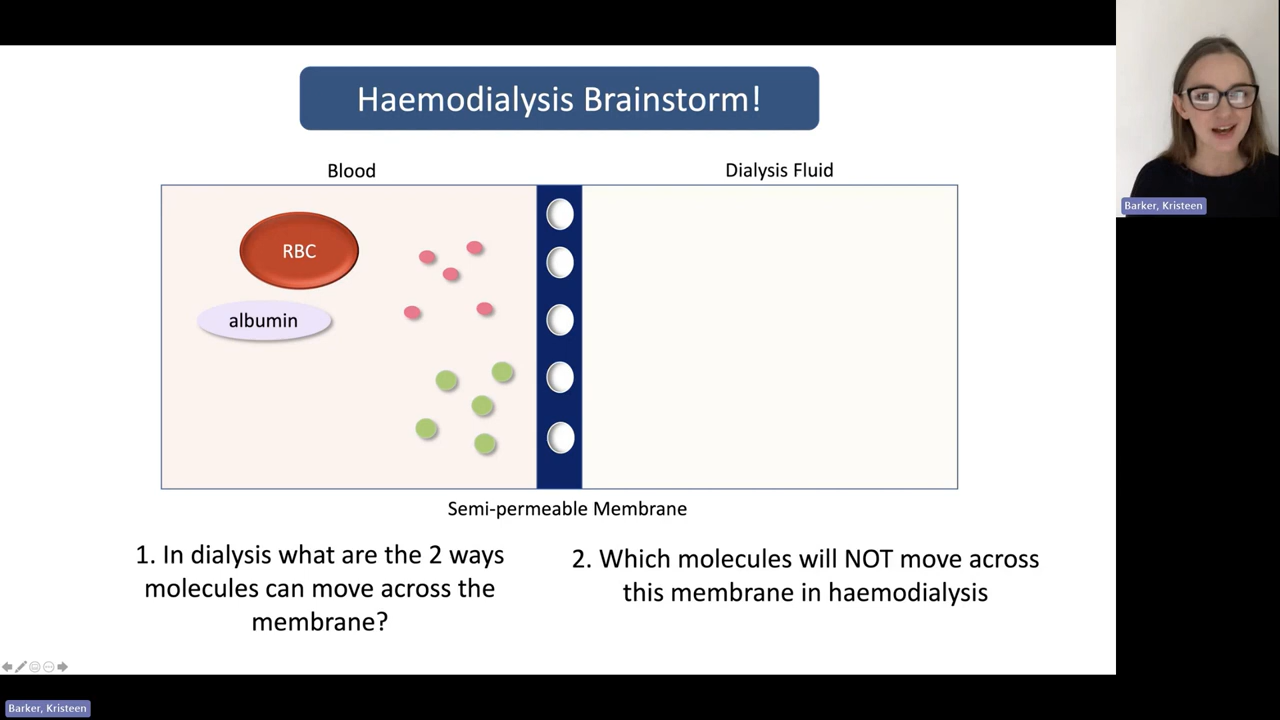 Haemodialysis Brainstorm!
Blood
Dialysis Fluid
RBC
albumin
Semi-permeable Membrane
1. In dialysis what are the 2 ways
molecules can move across the
membrane?
2. Which molecules will NOT move across
this membrane in haemodialysis
Barker, Kristeen
Barker, Kristeen